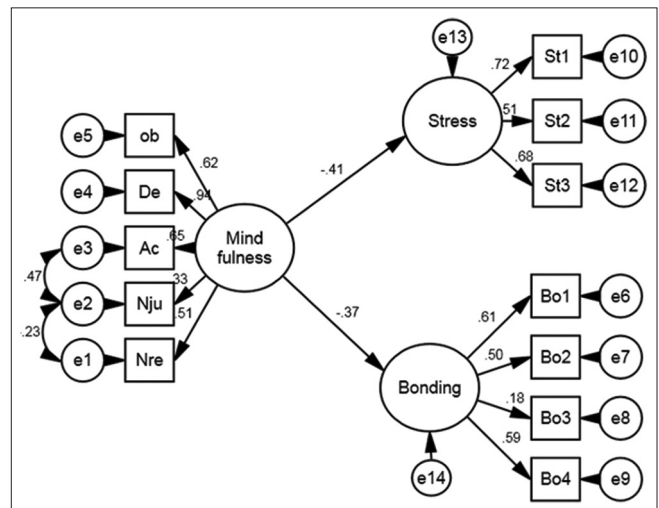 e13
St1
e10
.72
Stress
.51
St2
e11
.68
St3
e12
e5
ob
.62
e4
De
.94
-.41
e3
Ac
.65
Mind
fulness
.47
.33
e2
Nju
.51
-.23
e1
Nre
-.37
Bo1
e6
.61
Bo2
e7
.50
Bonding
.18
Bo3
e8
.59
Bo4
e9
e14